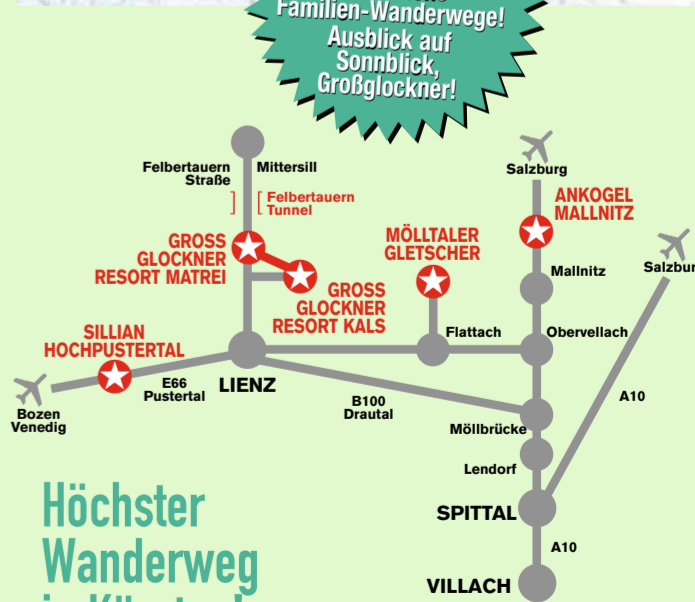 Familien-Wanderwege!
Ausblick auf
Sonnblick,
Großglockner!
Felbertauern
Straße
Mittersill
Felbertauern
Tunnel
Salzburg
ANKOGEL
MALLNITZ
GROSS
GLOCKNER
RESORT MATREI
MÖLLTALER
GLETSCHER
Mallnitz
GROSS
GLOCKNER
RESORT KALS
SILLIAN
HOCHPUSTERTAL
Flattach
Obervellach
E66
Pustertal
LIENZ
Bozen
Venedig
B100
Drautal
A10
Möllbrücke
Lendorf
SPITTAL
A10
VILLACH
Höchster
Wanderweg